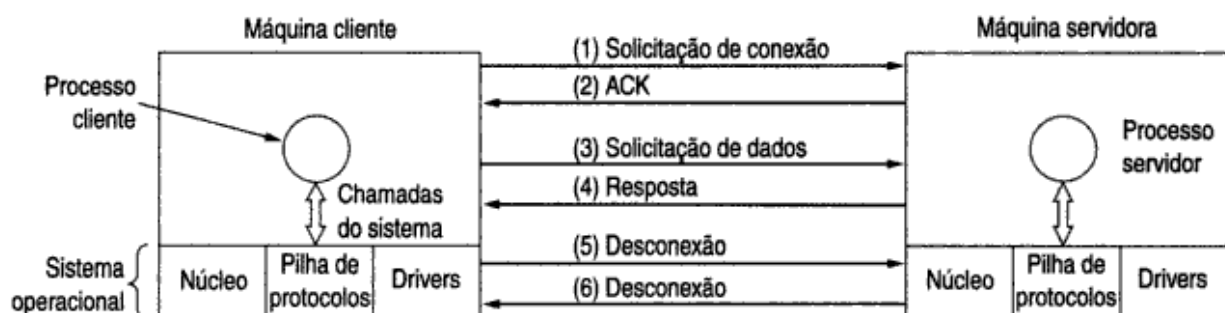 Máquina cliente
Máquina servidora
(1) Solicitação de conexão
(2) ACK
Processo
cliente
(3) Solicitação de dados
Processo
servidor
(4) Resposta
Chamadas
do sistema
(5) Desconexão
Sistema
operacional
Núcleo
Pilha de
protocolos
Drivers
(6) Desconexão
Núcleo
Pilha de
protocolos
Drivers